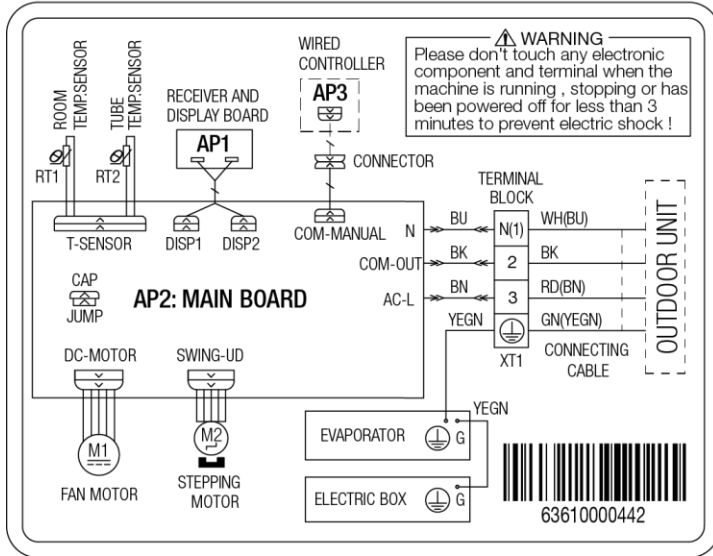 ROOM
TEMP.SENSOR
TUBE
TEMP.SENSOR
RT1
RT2
RECEIVER AND
DISPLAY BOARD
AP1
WIRED
CONTROLLER
AP3
CONNECTOR
WARNING
Please don't touch any electronic
component and terminal when the
machine is running , stopping or has
been powered off for less than 3
minutes to prevent electric shock !
T-SENSOR
DISP1
DISP2
COM-MANUAL
N
COM-OUT
AC-L
CAP
JUMP
AP2: MAIN BOARD
DC-MOTOR
SWING-UD
M1
FAN MOTOR
M2
STEPPING
MOTOR
TERMINAL
BLOCK
BU
N(1)
WH(BU)
BK
2
BK
BN
3
RD(BN)
YEGN
GN(YEGN)
XT1
CONNECTING
CABLE
OUTDOOR UNIT
EVAPORATOR
G
YEGN
ELECTRIC BOX
G
63610000442